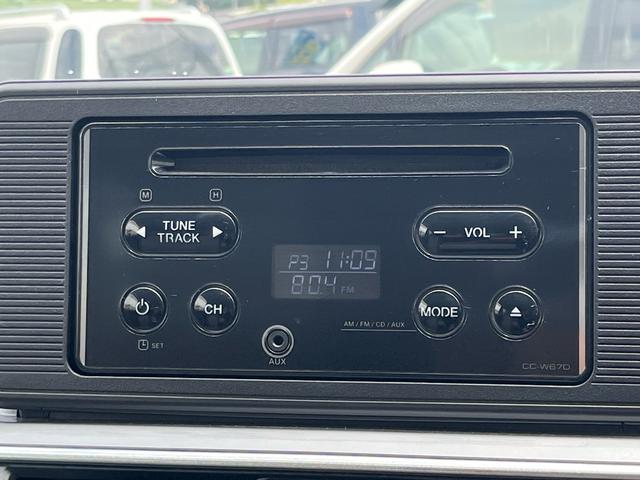 M H
TUNE
TRACK
− VOL +
P3 11:09
80.4 FM
CH
MODE
SET
AUX
AM / FM / CD / AUX
CC-W67D